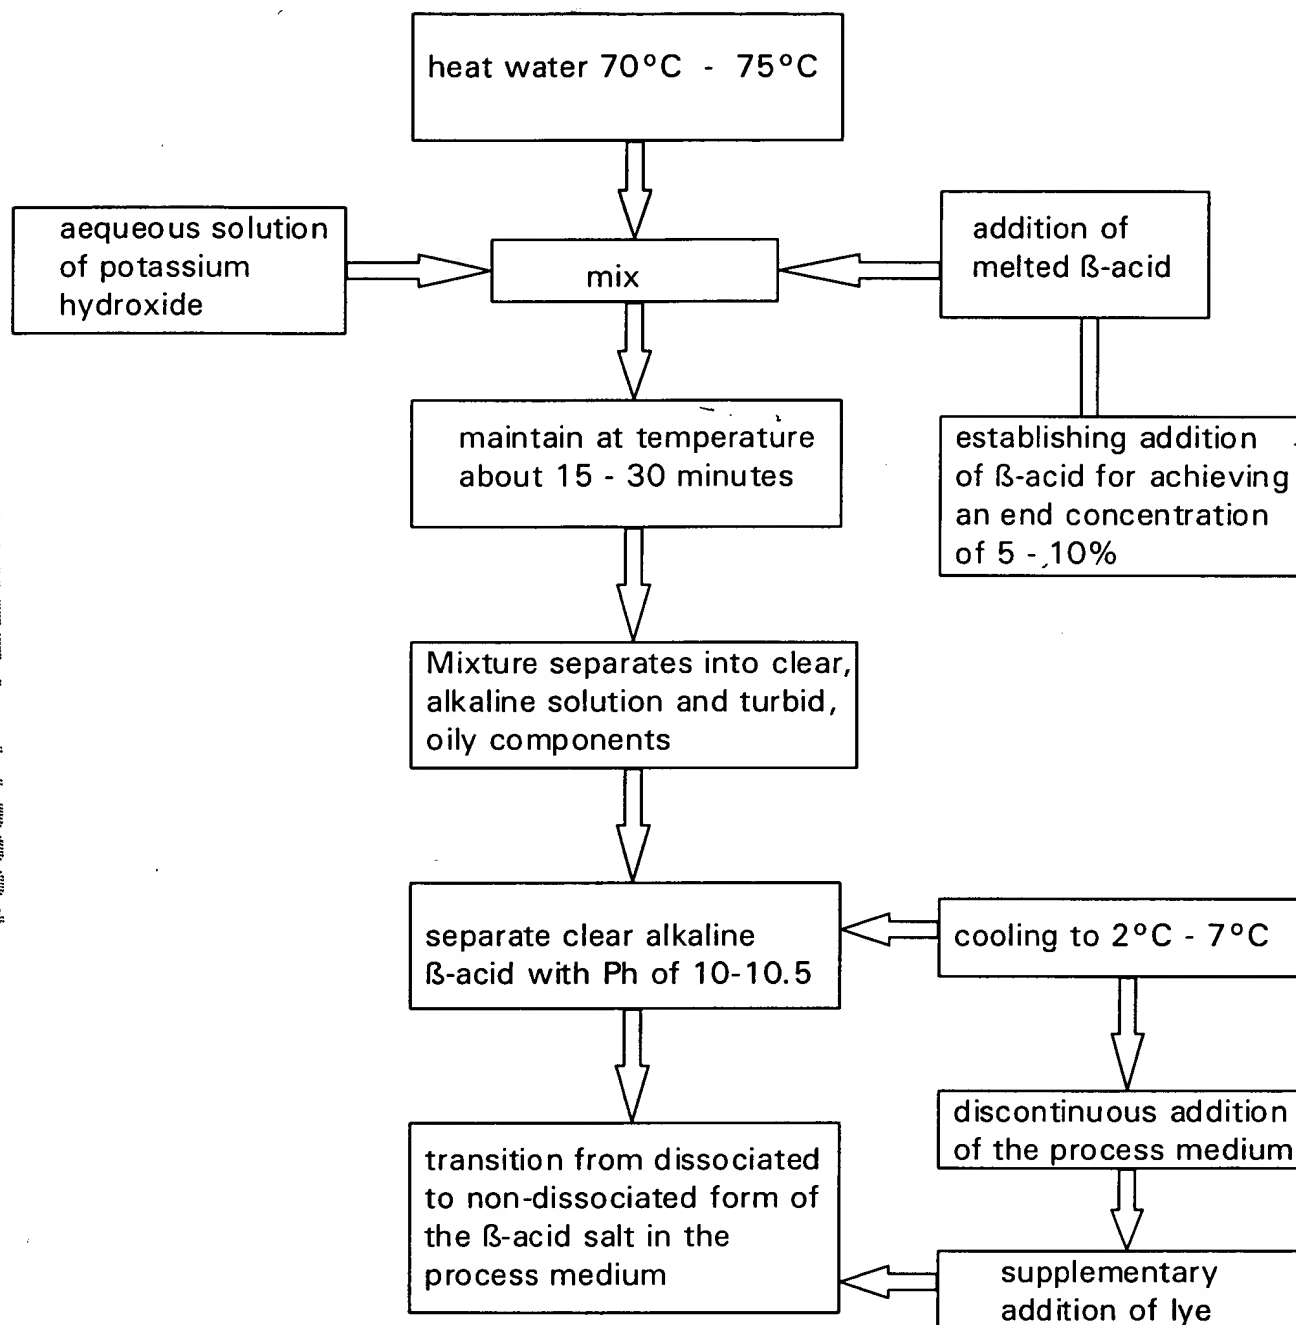 heat water 70°C - 75°C
aequeous solution
of potassium
hydroxide
mix
addition of
melted ß-acid
maintain at temperature
about 15 - 30 minutes
establishing addition
of ß-acid for achieving
an end concentration
of 5 - 10%
Mixture separates into clear,
alkaline solution and turbid,
oily components
separate clear alkaline
ß-acid with Ph of 10-10.5
cooling to 2°C - 7°C
discontinuous addition
of the process medium
transition from dissociated
to non-dissociated form of
the ß-acid salt in the
process medium
supplementary
addition of lye